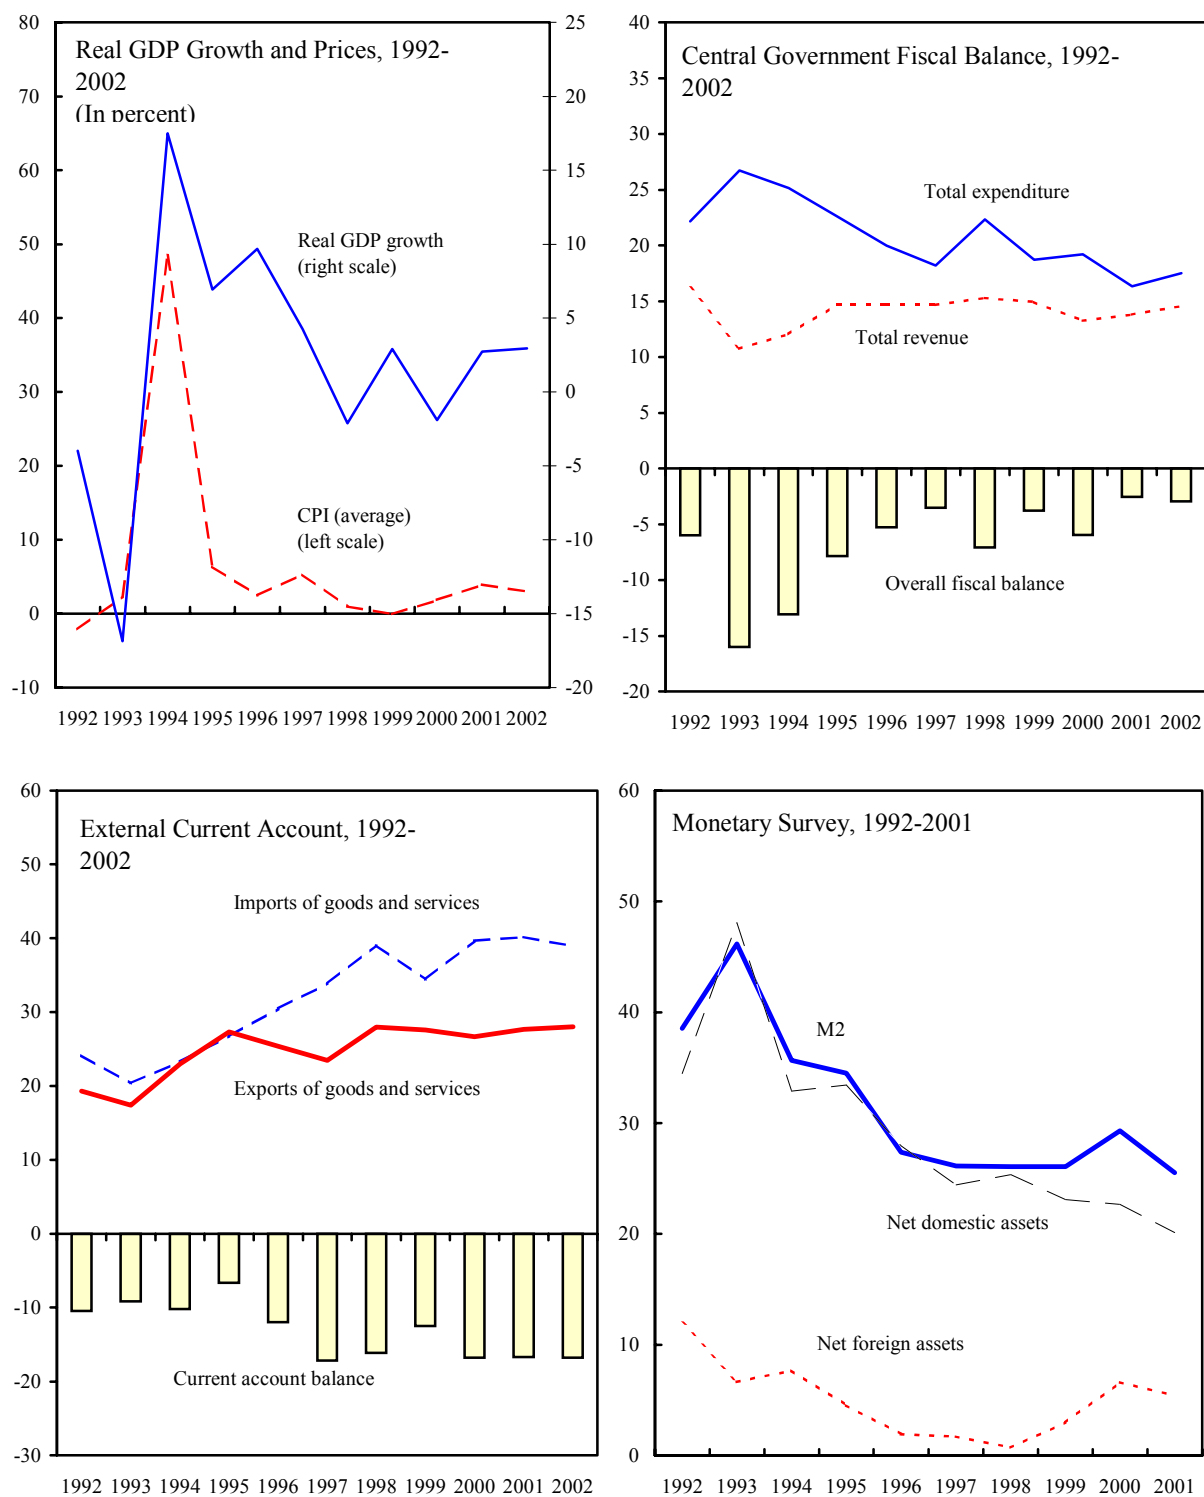 Real GDP Growth and Prices, 1992-
2002
(In percent)
80
70
60
50
40
30
20
10
0
-10
25
20
15
10
5
0
-5
-10
-15
-20
Real GDP growth
(right scale)
CPI (average)
(left scale)
1992 1993 1994 1995 1996 1997 1998 1999 2000 2001 2002
Central Government Fiscal Balance, 1992-
2002
40
35
30
25
20
15
10
5
0
-5
-10
-15
-20
Total expenditure
Total revenue
Overall fiscal balance
1992 1993 1994 1995 1996 1997 1998 1999 2000 2001 2002
External Current Account, 1992-
2002
60
50
40
30
20
10
0
-10
-20
-30
Imports of goods and services
Exports of goods and services
Current account balance
1992 1993 1994 1995 1996 1997 1998 1999 2000 2001 2002
Monetary Survey, 1992-2001
60
50
40
30
20
10
0
M2
Net domestic assets
Net foreign assets
1992 1993 1994 1995 1996 1997 1998 1999 2000 2001